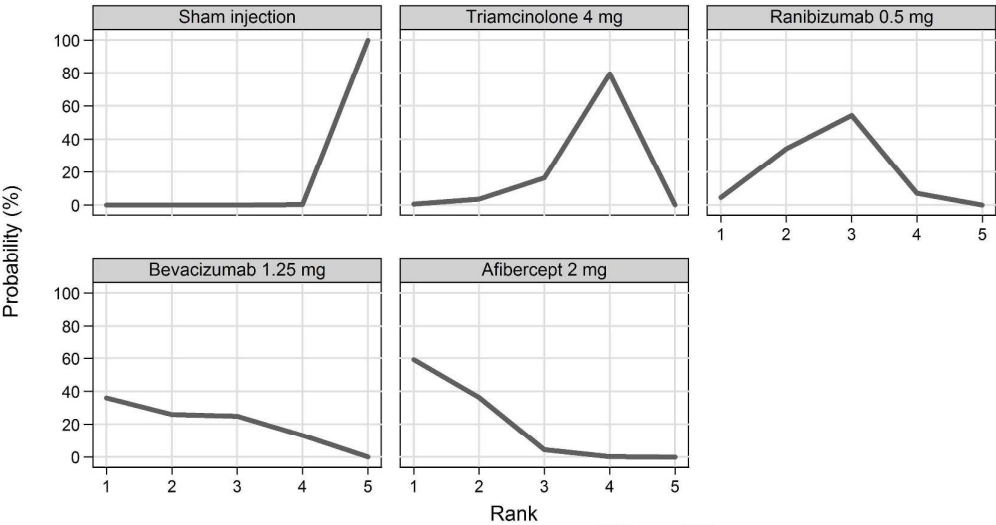 Sham injection
Triamcinolone 4 mg
Ranibizumab 0.5 mg
100
80
60
40
20
0
1 2 3 4 5
Probability (%)
Bevacizumab 1.25 mg
Afibercept 2 mg
100
80
60
40
20
0
1 2 3 4 5
1 2 3 4 5
Rank